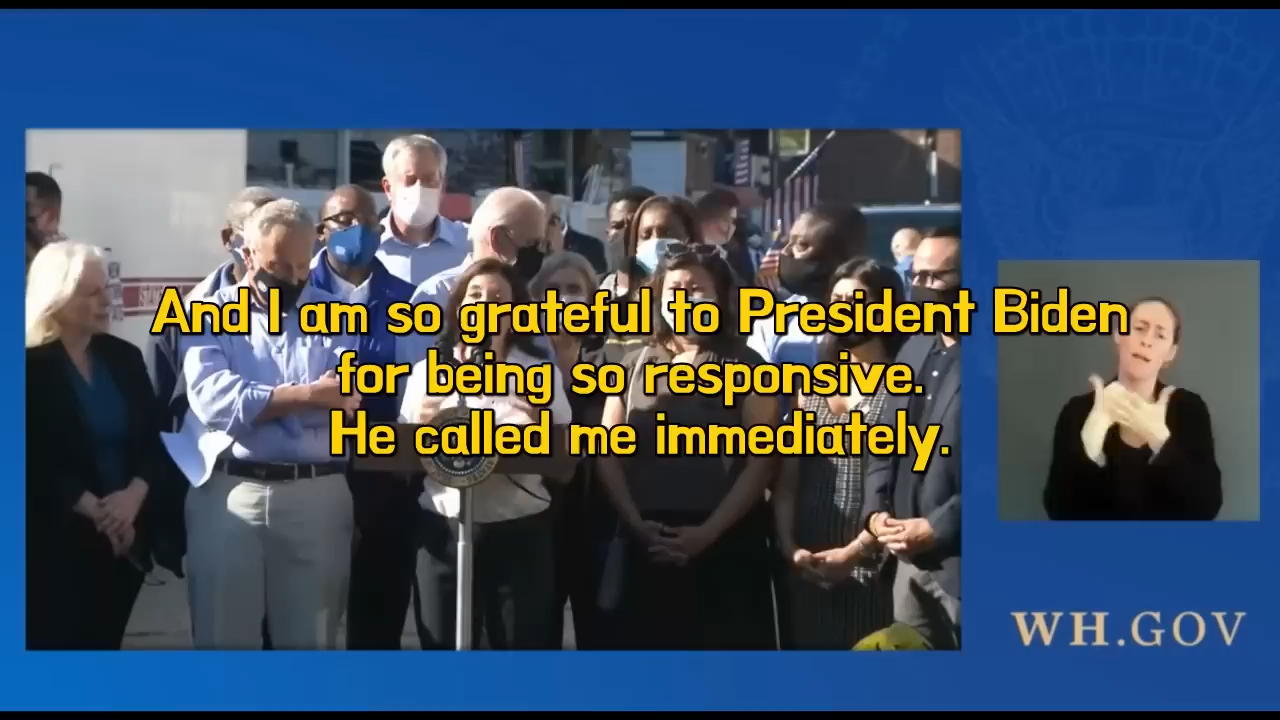 And I am so grateful to President Biden
for being so responsive.
He called me immediately.
WH.GOV